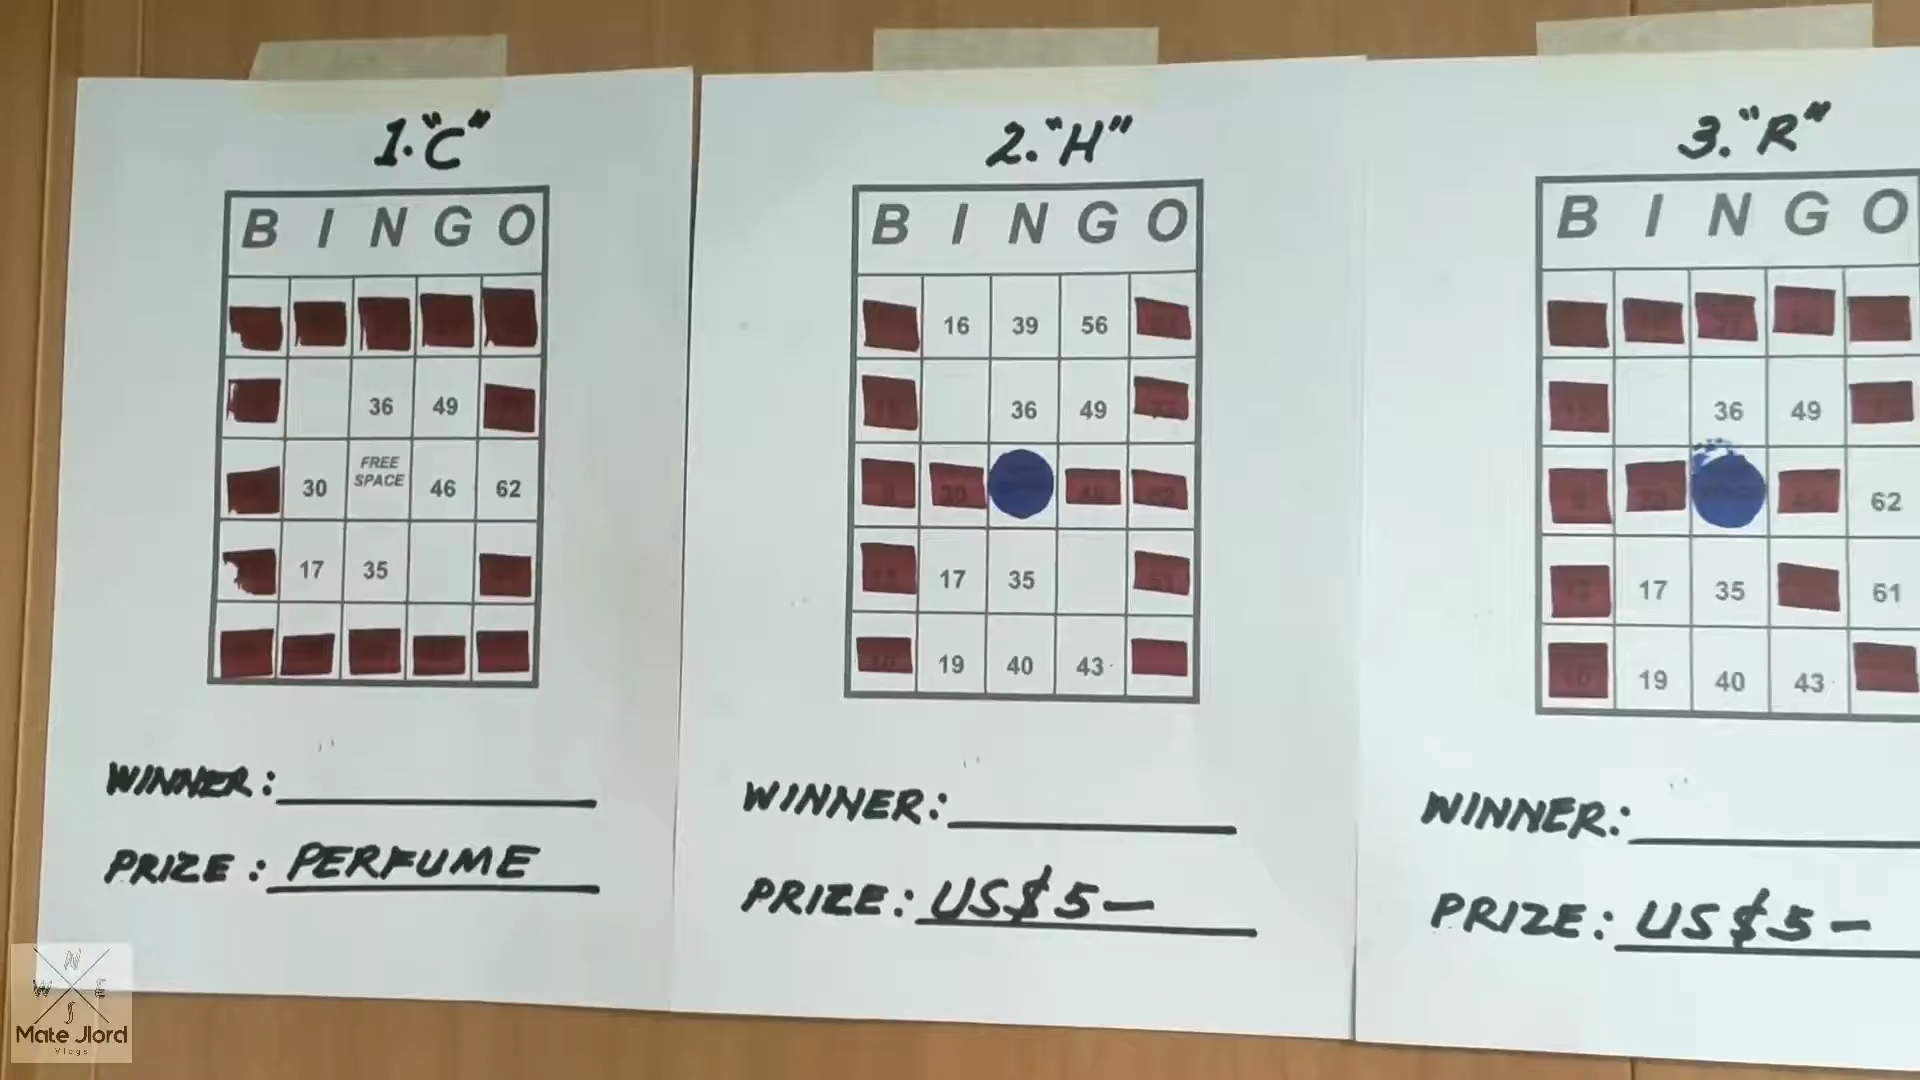 1. "C"
B I N G O
36 49
30 FREE SPACE 46 62
17 35
WINNER:
PRIZE: PERFUME
2. "H"
B I N G O
16 39 56
36 49
17 35
19 40 43
WINNER:
PRIZE: US$5-
3. "R"
B I N G O
36 49
62
17 35 61
19 40 43
WINNER:
PRIZE: US$5-
N
W E
S
Mate Jlord
Vlogs